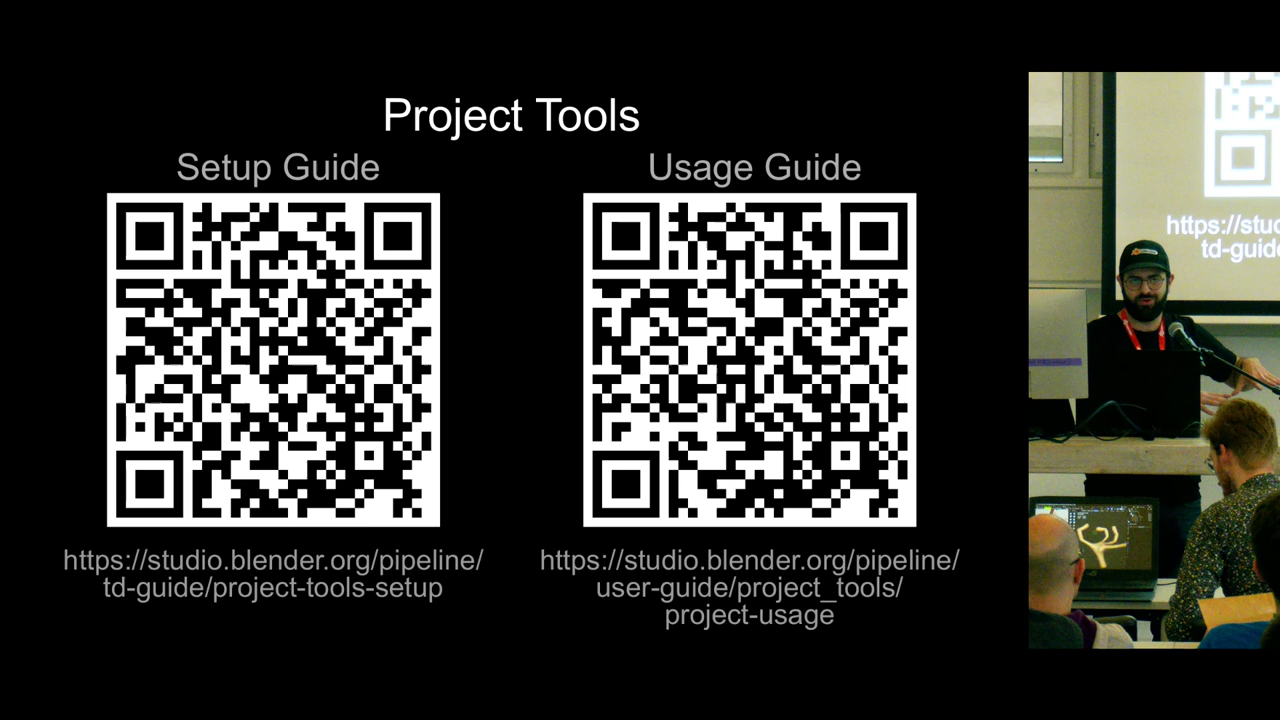 Project Tools
Setup Guide
Usage Guide
https://studio.blender.org/pipeline/
td-guide/project-tools-setup
https://studio.blender.org/pipeline/
user-guide/project_tools/
project-usage
https://stud
td-guide